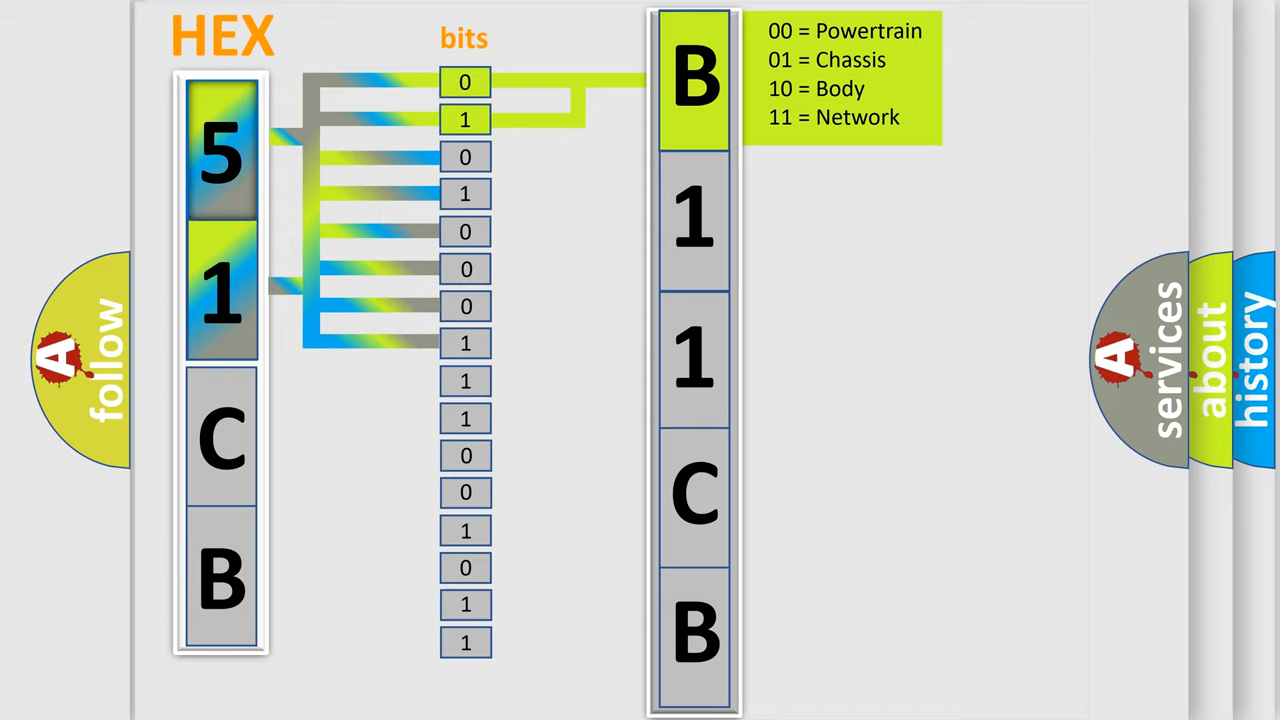 HEX
bits
5
1
C
B
0
1
0
1
0
0
0
1
1
1
0
0
1
0
1
1
B
1
1
C
B
00 = Powertrain
01 = Chassis
10 = Body
11 = Network
A follow
A services
about
history